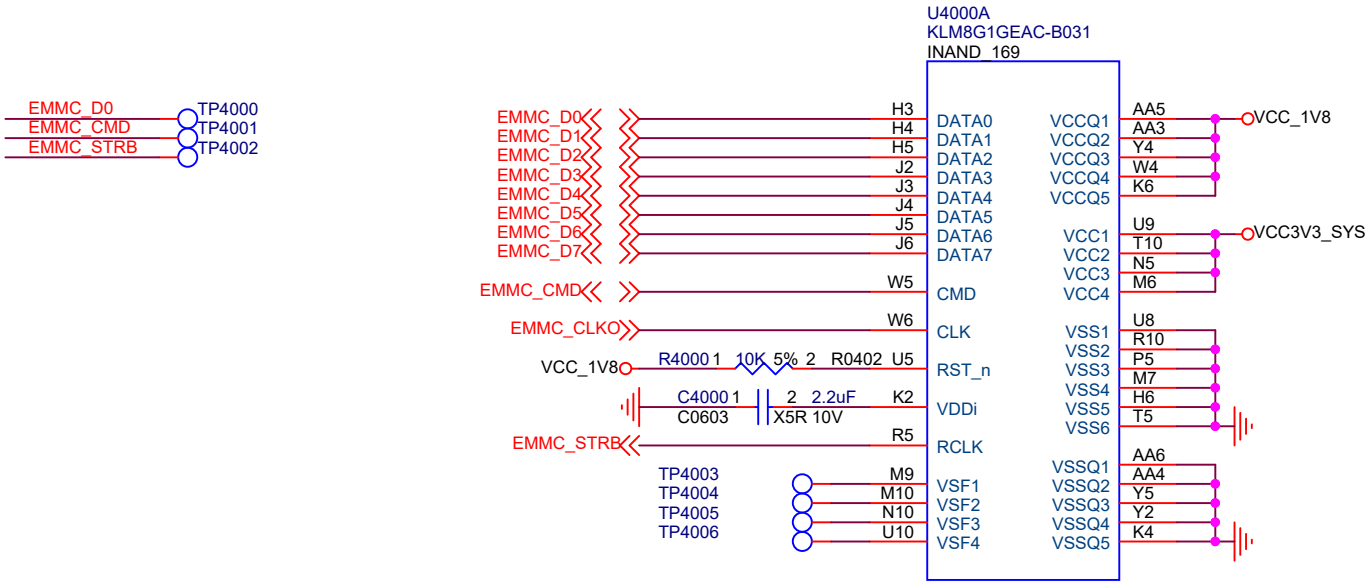 U4000A
KLM8G1GEAC-B031
INAND_169
EMMC_D0 TP4000
EMMC_CMD TP4001
EMMC_STRB TP4002
EMMC_D0 H3 DATA0 VCCQ1 AA5 VCC_1V8
EMMC_D1 H4 DATA1 VCCQ2 AA3
EMMC_D2 H5 DATA2 VCCQ3 Y4
EMMC_D3 J2 DATA3 VCCQ4 W4
EMMC_D4 J3 DATA4 VCCQ5 K6
EMMC_D5 J4 DATA5
EMMC_D6 J5 DATA6 VCC1 U9 VCC3V3_SYS
EMMC_D7 J6 DATA7 VCC2 T10
VCC3 N5
EMMC_CMD W5 CMD VCC4 M6
EMMC_CLKO W6 CLK VSS1 U8
VSS2 R10
VCC_1V8 R4000 1 10K 5% 2 R0402 U5 RST_n VSS3 P5
VSS4 M7
C4000 1 2 2.2uF K2 VDDi VSS5 H6
C0603 X5R 10V VSS6 T5
EMMC_STRB R5 RCLK
VSSQ1 AA6
TP4003 M9 VSF1 VSSQ2 AA4
TP4004 M10 VSF2 VSSQ3 Y5
TP4005 N10 VSF3 VSSQ4 Y2
TP4006 U10 VSF4 VSSQ5 K4